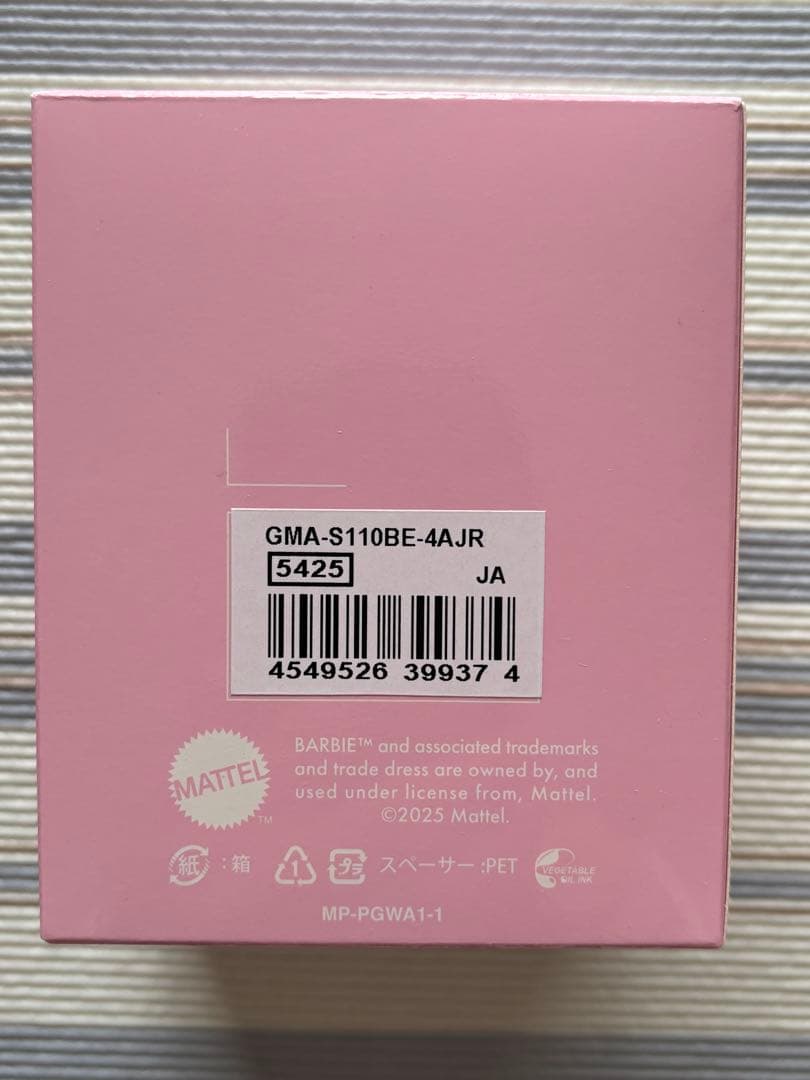 GMA-S110BE-4AJR
5425
JA
4549526 39937 4
MATTEL
TM
BARBIE™ and associated trademarks
and trade dress are owned by, and
used under license from, Mattel.
©2025 Mattel.
紙 :箱
1
プラ スペーサー :PET
VEGETABLE
OIL INK
MP-PGWA1-1